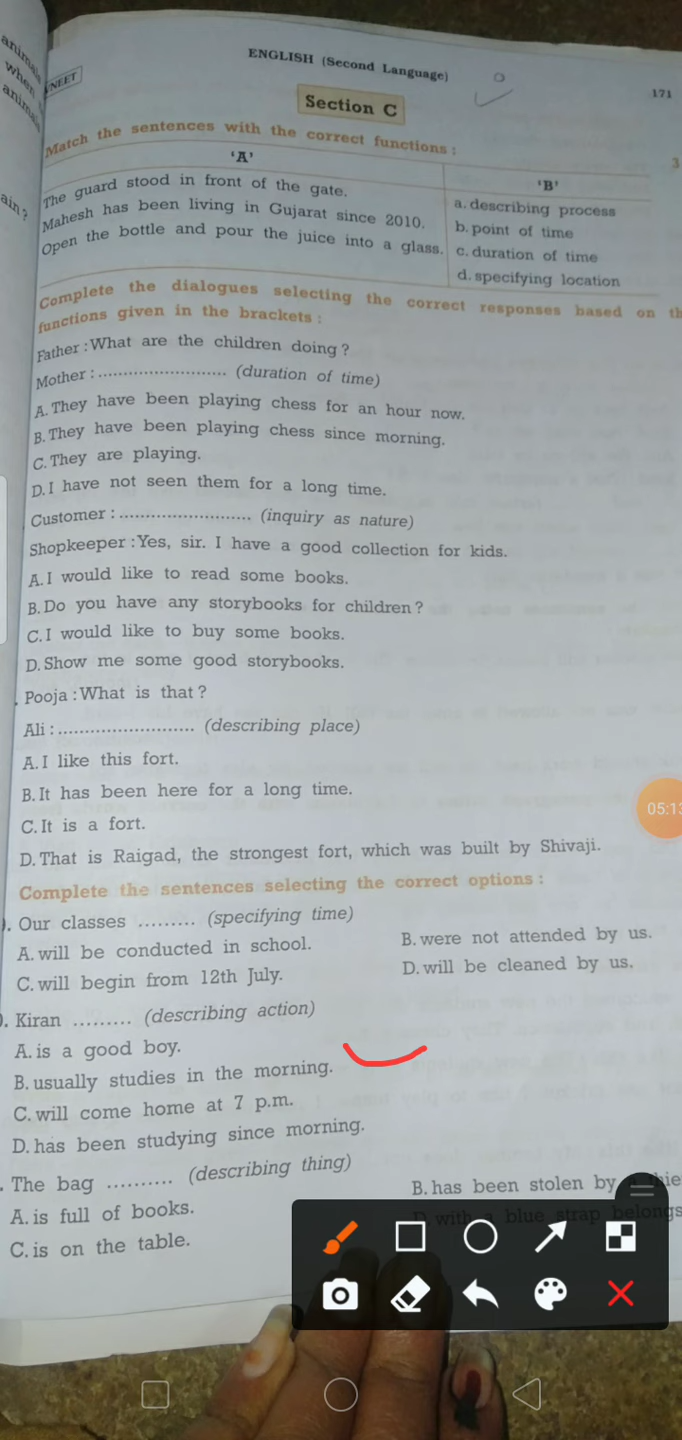 animals
when
animals
ain?
NEET
ENGLISH (Second Language)
171
Section C
Match the sentences with the correct functions :
3
'A'
'B'
The guard stood in front of the gate.
a. describing process
Mahesh has been living in Gujarat since 2010.
b. point of time
Open the bottle and pour the juice into a glass.
c. duration of time
d. specifying location
Complete the dialogues selecting the correct responses based on th
functions given in the brackets :
Father : What are the children doing ?
Mother : ........................ (duration of time)
A. They have been playing chess for an hour now.
B. They have been playing chess since morning.
C. They are playing.
D. I have not seen them for a long time.
Customer : ........................ (inquiry as nature)
Shopkeeper : Yes, sir. I have a good collection for kids.
A. I would like to read some books.
B. Do you have any storybooks for children ?
C. I would like to buy some books.
D. Show me some good storybooks.
. Pooja : What is that ?
Ali : ......................... (describing place)
A. I like this fort.
B. It has been here for a long time.
C. It is a fort.
D. That is Raigad, the strongest fort, which was built by Shivaji.
05:13
Complete the sentences selecting the correct options :
). Our classes ......... (specifying time)
A. will be conducted in school.
B. were not attended by us.
C. will begin from 12th July.
D. will be cleaned by us.
). Kiran ......... (describing action)
A. is a good boy.
B. usually studies in the morning.
C. will come home at 7 p.m.
D. has been studying since morning.
. The bag .......... (describing thing)
A. is full of books.
B. has been stolen by
C. is on the table.
D. with a blue strap belongs